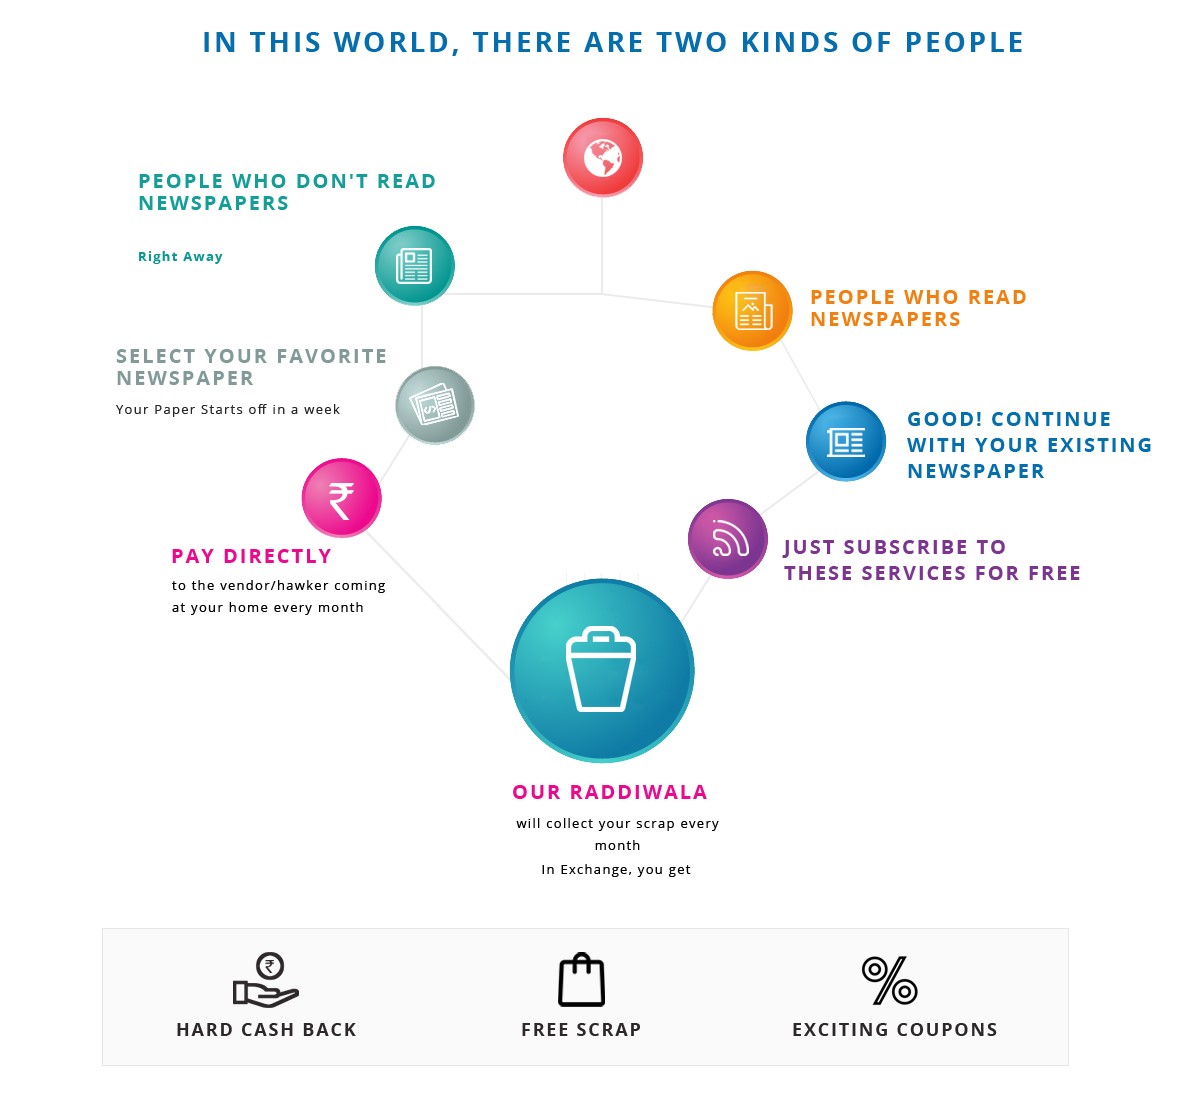 IN THIS WORLD, THERE ARE TWO KINDS OF PEOPLE
PEOPLE WHO DON'T READ
NEWSPAPERS
Right Away
PEOPLE WHO READ
NEWSPAPERS
SELECT YOUR FAVORITE
NEWSPAPER
Your Paper Starts off in a week
GOOD! CONTINUE
WITH YOUR EXISTING
NEWSPAPER
₹
PAY DIRECTLY
to the vendor/hawker coming
at your home every month
JUST SUBSCRIBE TO
THESE SERVICES FOR FREE
OUR RADDIWALA
will collect your scrap every
month
In Exchange, you get
HARD CASH BACK
FREE SCRAP
EXCITING COUPONS